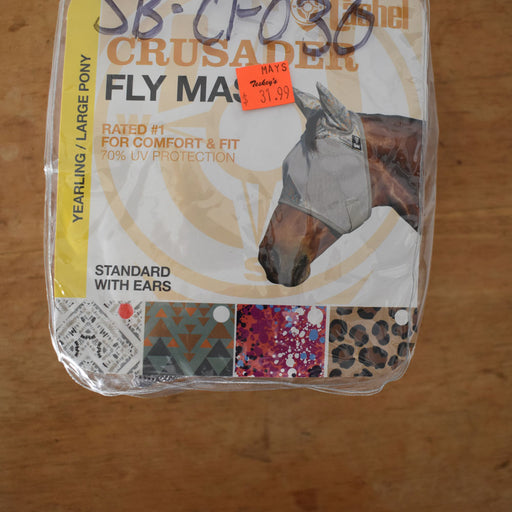 SB-CF030
CRUSADER
FLY MAS
MAYS
Teskey's
$ 31.99
RATED #1
FOR COMFORT & FIT
70% UV PROTECTION
YEARLING / LARGE PONY
STANDARD
WITH EARS